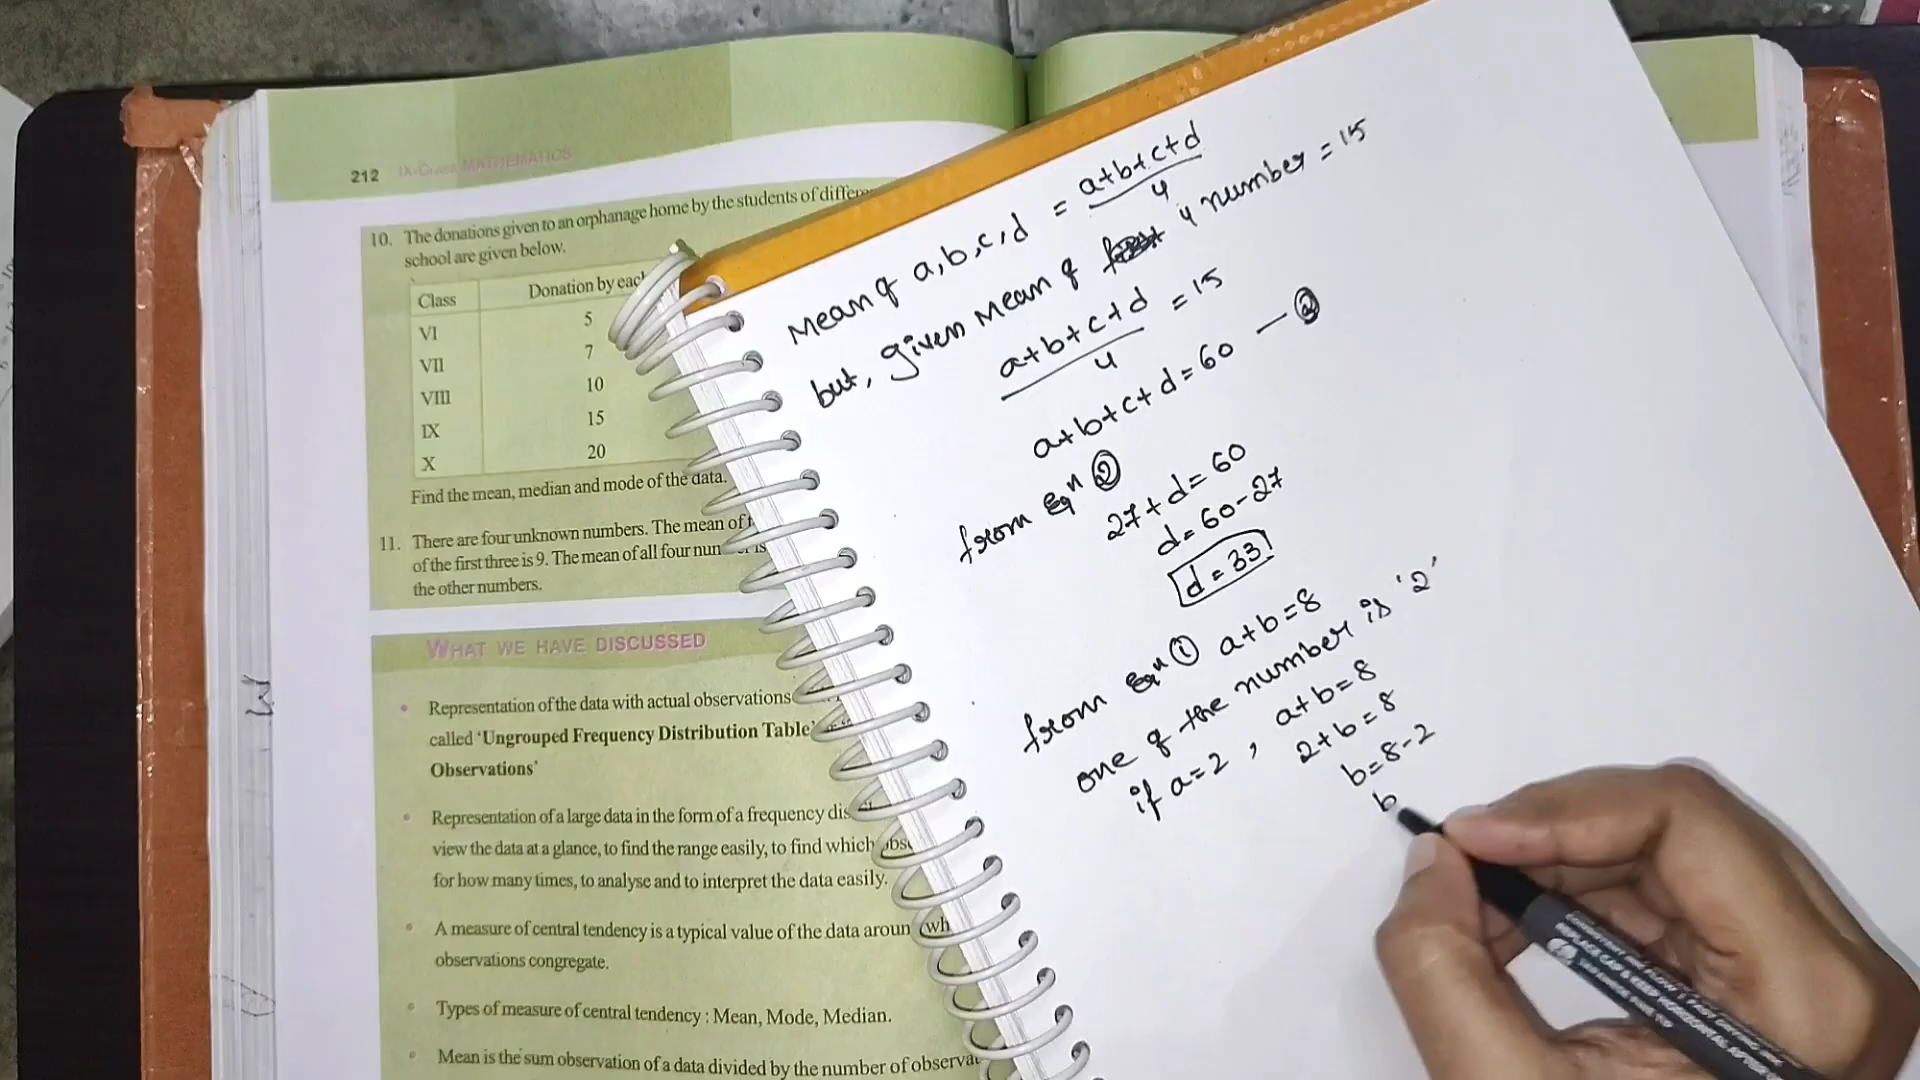 212 IX-Class MATHEMATICS
10. The donations given to an orphanage home by the students of
school are given below.
Class Donation by
VI 5
VII 7
VIII 10
IX 15
X 20
Find the mean, median and mode of the data.
11. There are four unknown numbers. The mean of
of the first three is 9. The mean of all four
the other numbers.
WHAT WE HAVE DISCUSSED
• Representation of the data with actual observations
called ‘Ungrouped Frequency Distribution Table’
Observations’
• Representation of a large data in the form of a frequency
view the data at a glance, to find the range easily, to find which
for how many times, to analyse and to interpret the data easily.
• A measure of central tendency is a typical value of the data
observations congregate.
• Types of measure of central tendency : Mean, Mode, Median.
• Mean is the sum observation of a data divided by the number of
Mean of a, b, c, d = a+b+c+d / 4
but, given Mean of 4 number = 15
a+b+c+d / 4 = 15
a+b+c+d = 60 — ②
from Eqn ②
27+d=60
d=60-27
d=33
from Eqn ① a+b=8
one of the number is '2'
if a=2, a+b=8
2+b=8
b=8-2
b